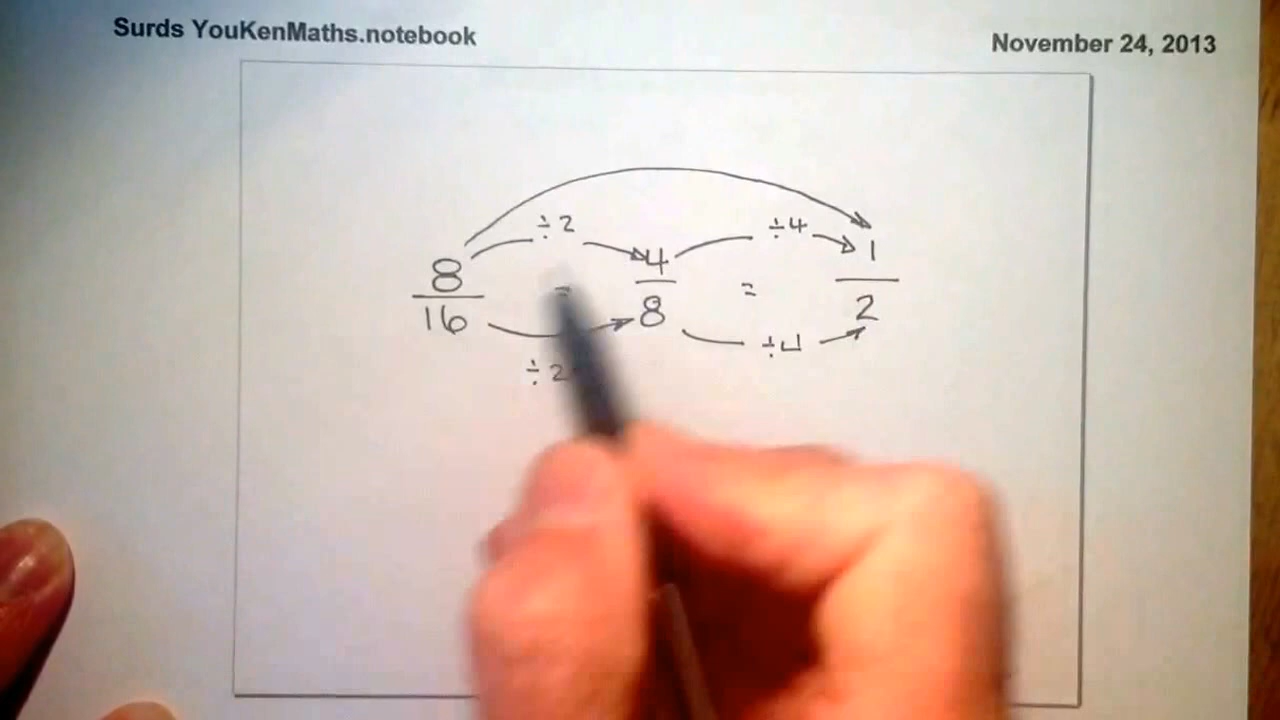 Surds YouKenMaths.notebook
November 24, 2013
÷2 ÷4
8/16 = 4/8 = 1/2
÷2 ÷4